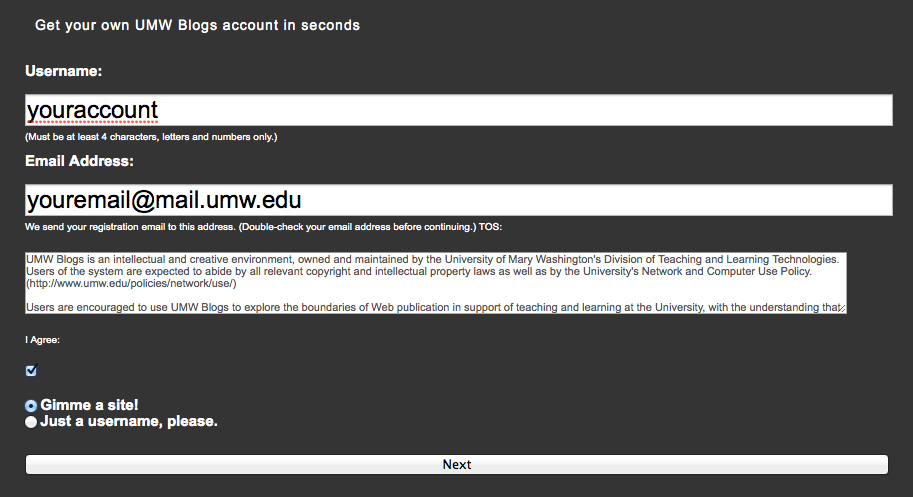 Get your own UMW Blogs account in seconds
Username:
youraccount
(Must be at least 4 characters, letters and numbers only.)
Email Address:
youremail@mail.umw.edu
We send your registration email to this address. (Double-check your email address before continuing.) TOS:
UMW Blogs is an intellectual and creative environment, owned and maintained by the University of Mary Washington's Division of Teaching and Learning Technologies.
Users of the system are expected to abide by all relevant copyright and intellectual property laws as well as by the University's Network and Computer Use Policy.
(http://www.umw.edu/policies/network/use/)
Users are encouraged to use UMW Blogs to explore the boundaries of Web publication in support of teaching and learning at the University, with the understanding that
I Agree:
Gimme a site!
Just a username, please.
Next